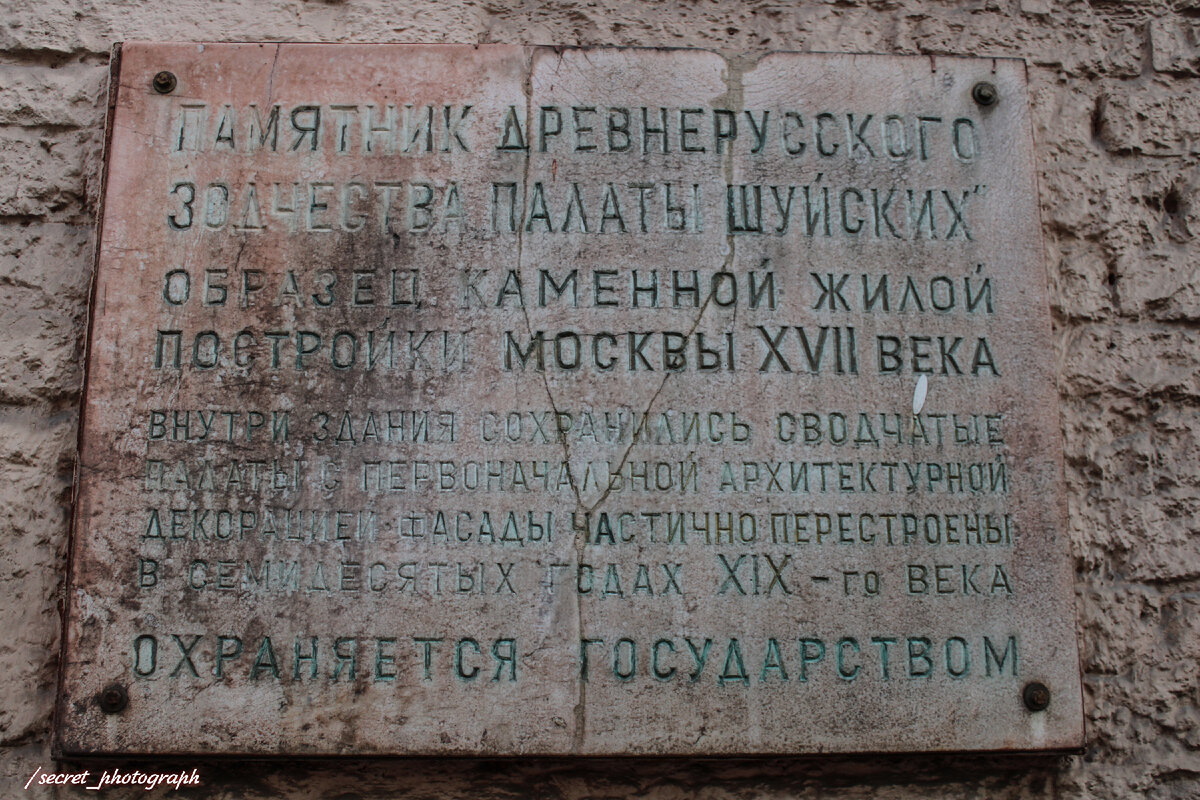 ПАМЯТНИК ДРЕВНЕРУССКОГО
ЗОДЧЕСТВА ПАЛАТЫ ШУЙСКИХ"
ОБРАЗЕЦ КАМЕННОЙ ЖИЛОЙ
ПОСТРОЙКИ МОСКВЫ XVII ВЕКА
ВНУТРИ ЗДАНИЯ СОХРАНИЛИСЬ СВОДЧАТЫЕ
ПАЛАТЫ С ПЕРВОНАЧАЛЬНОЙ АРХИТЕКТУРНОЙ
ДЕКОРАЦИЕЙ ФАСАДЫ ЧАСТИЧНО ПЕРЕСТРОЕНЫ
В СЕМИДЕСЯТЫХ ГОДАХ XIX-го ВЕКА
ОХРАНЯЕТСЯ ГОСУДАРСТВОМ
/secret_photograph